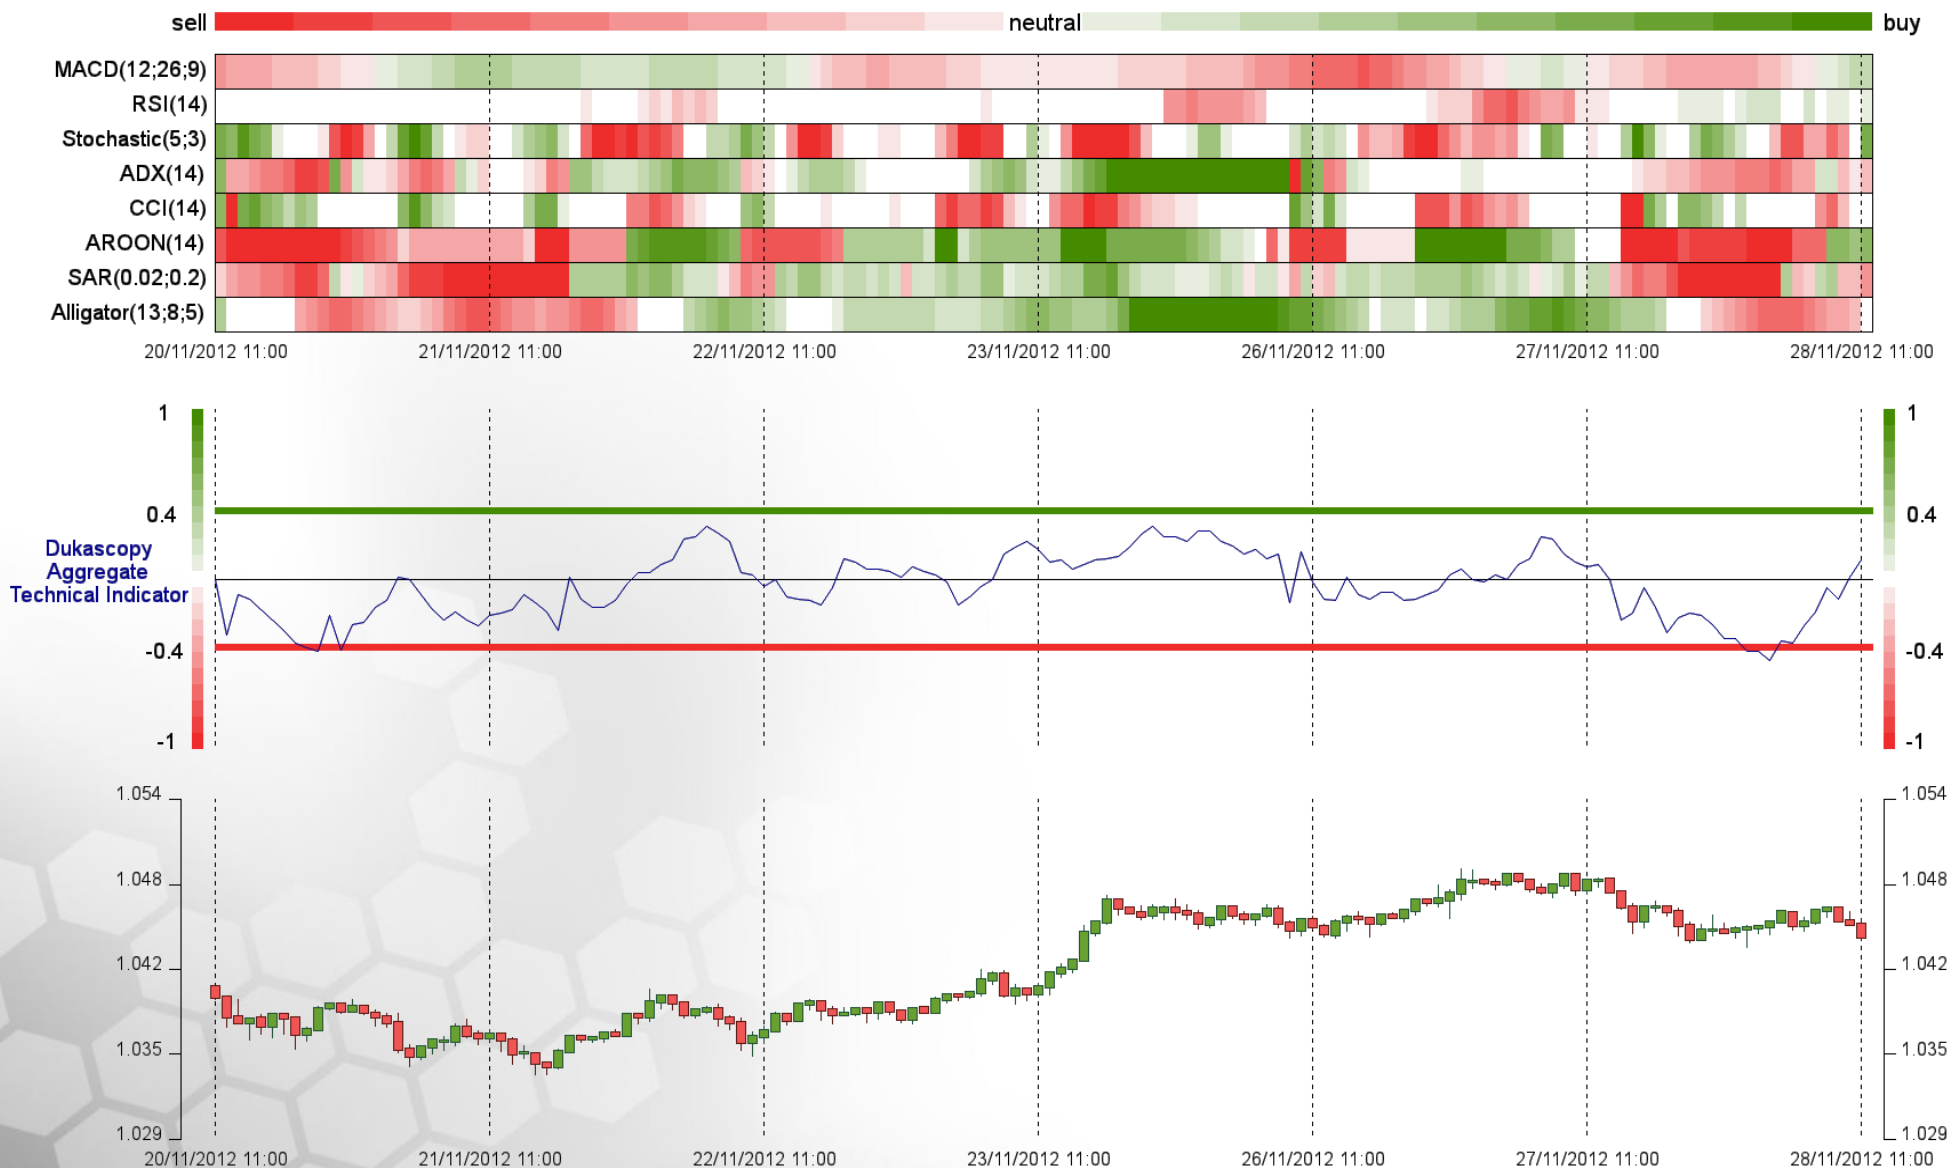 sell neutral buy
MACD(12;26;9)
RSI(14)
Stochastic(5;3)
ADX(14)
CCI(14)
AROON(14)
SAR(0.02;0.2)
Alligator(13;8;5)
20/11/2012 11:00 21/11/2012 11:00 22/11/2012 11:00 23/11/2012 11:00 26/11/2012 11:00 27/11/2012 11:00 28/11/2012 11:00
1 1
0.4 0.4
Dukascopy
Aggregate
Technical Indicator
-0.4 -0.4
-1 -1
1.054 1.054
1.048 1.048
1.042 1.042
1.035 1.035
1.029 1.029
20/11/2012 11:00 21/11/2012 11:00 22/11/2012 11:00 23/11/2012 11:00 26/11/2012 11:00 27/11/2012 11:00 28/11/2012 11:00